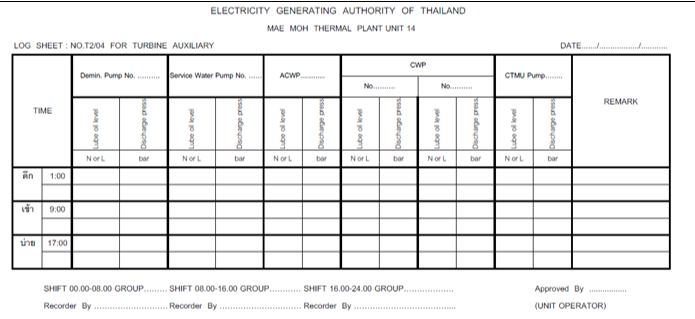 ELECTRICITY GENERATING AUTHORITY OF THAILAND
MAE MOH THERMAL PLANT UNIT 14
LOG SHEET : NO.T2/04 FOR TURBINE AUXILIARY DATE....../................../............
TIME Demin. Pump No. .......... Service Water Pump No. ...... ACWP........... CWP CTMU Pump........ REMARK
No.......... No..........
Lube oil level Discharge press. Lube oil level Discharge press. Lube oil level Discharge press. Lube oil level Discharge press. Lube oil level Discharge press. Lube oil level Discharge press.
N or L bar N or L bar N or L bar N or L bar N or L bar N or L bar
ดึก 1:00
เช้า 9:00
บ่าย 17:00
SHIFT 00.00-08.00 GROUP......... SHIFT 08.00-16.00 GROUP............ SHIFT 16.00-24.00 GROUP................... Approved By .................
Recorder By .............................. Recorder By .................................. Recorder By .......................................... (UNIT OPERATOR)